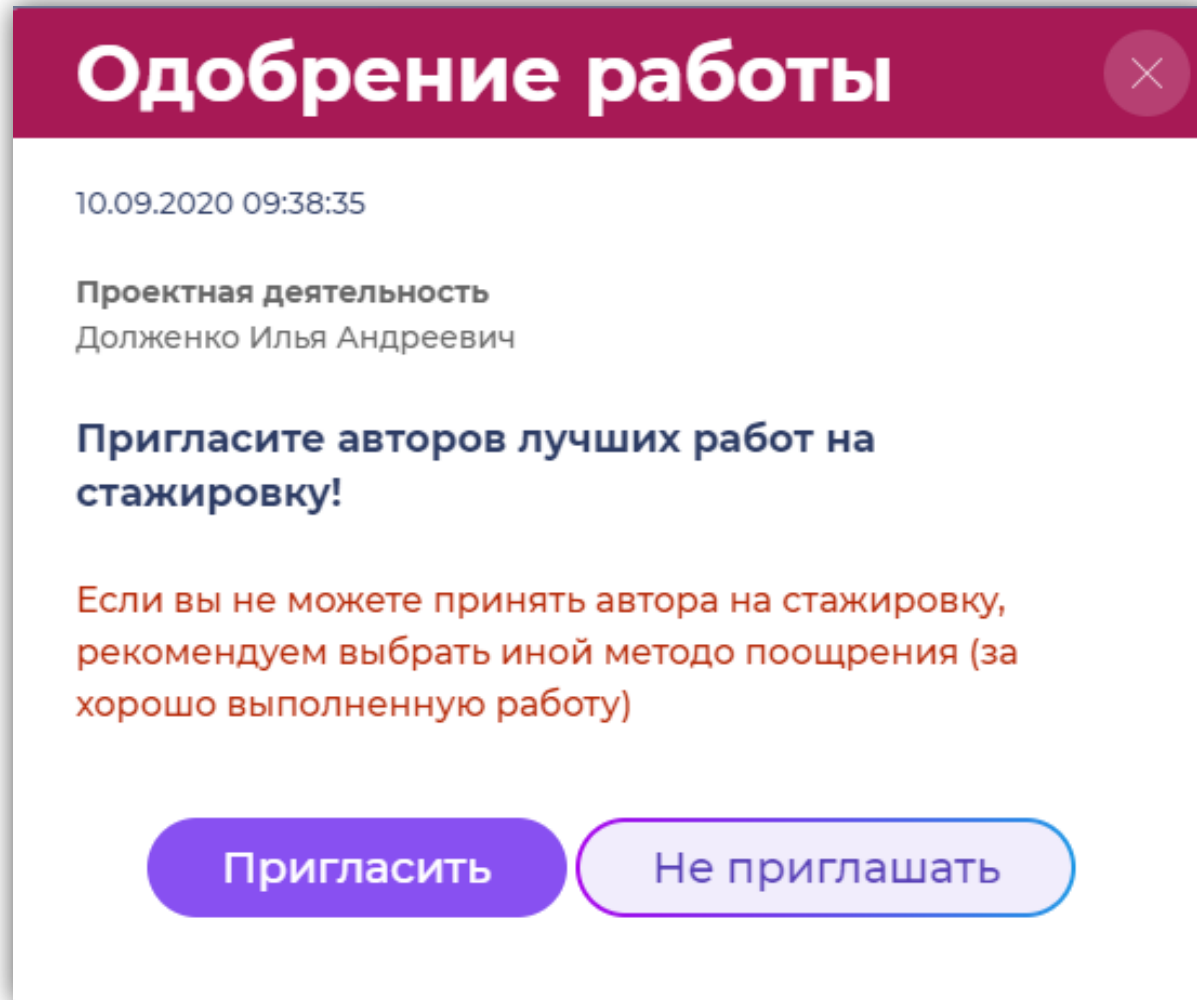 Одобрение работы
10.09.2020 09:38:35
Проектная деятельность
Долженко Илья Андреевич
Пригласите авторов лучших работ на
стажировку!
Если вы не можете принять автора на стажировку,
рекомендуем выбрать иной методо поощрения (за
хорошо выполненную работу)
Пригласить
Не приглашать